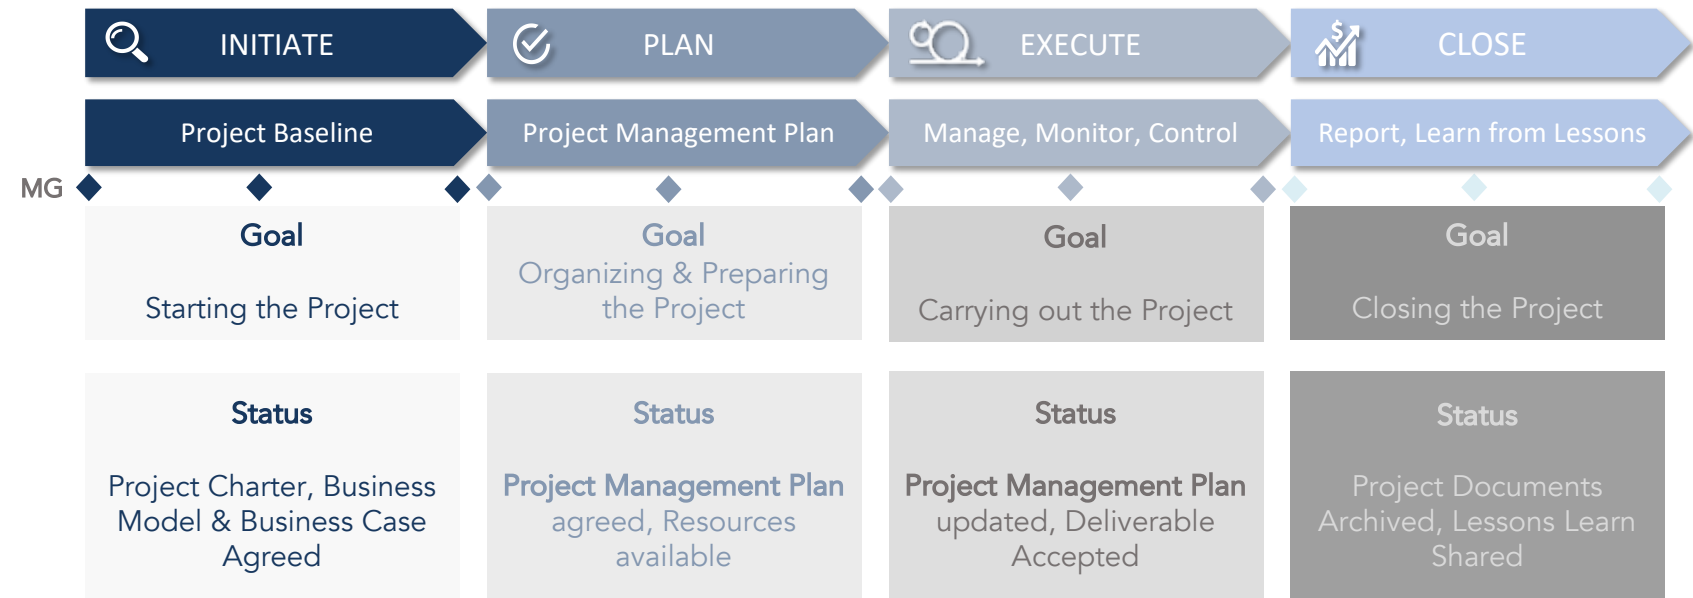 INITIATE
PLAN
EXECUTE
CLOSE
Project Baseline
Project Management Plan
Manage, Monitor, Control
Report, Learn from Lessons
MG
Goal
Starting the Project
Goal
Organizing & Preparing
the Project
Goal
Carrying out the Project
Goal
Closing the Project
Status
Project Charter, Business
Model & Business Case
Agreed
Status
Project Management Plan
agreed, Resources
available
Status
Project Management Plan
updated, Deliverable
Accepted
Status
Project Documents
Archived, Lessons Learn
Shared